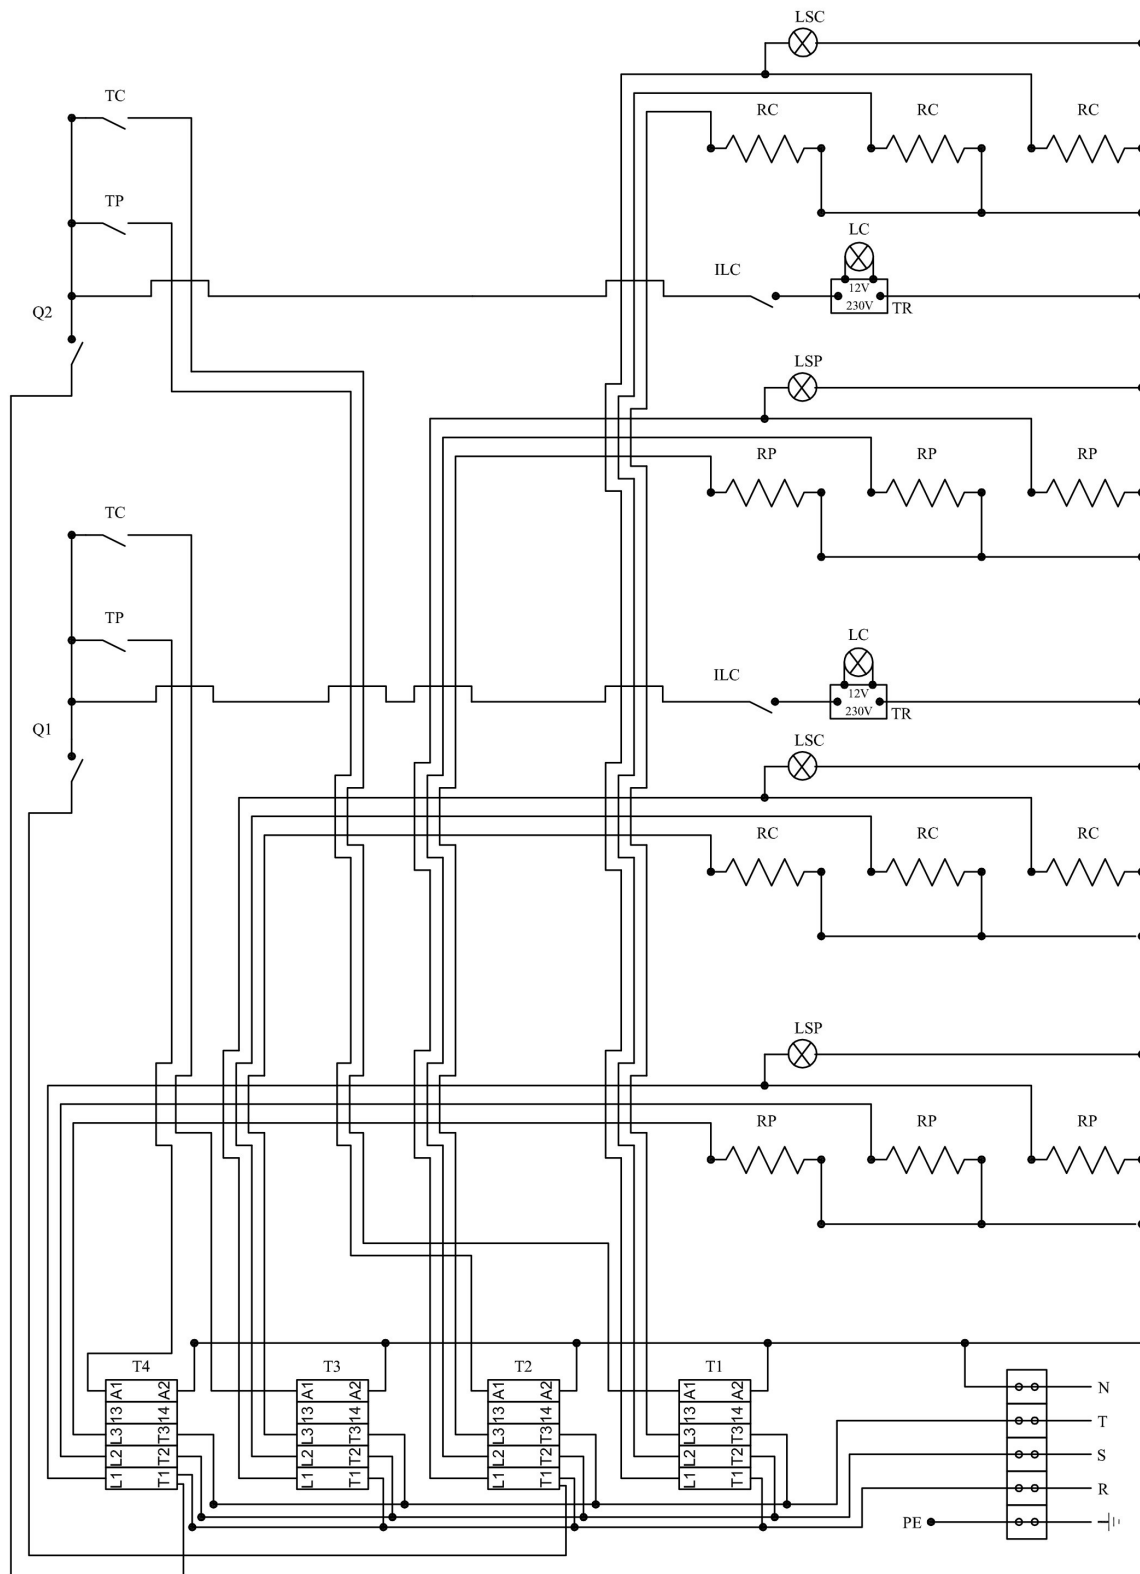 LSC
TC
RC RC RC
TP
LC
ILC
12V
Q2
230V TR
LSP
RP RP RP
TC
TP
LC
ILC
12V
230V TR
Q1
LSC
RC RC RC
LSP
RP RP RP
T4 T3 T2 T1
A1 A2 A1 A2 A1 A2 A1 A2 N
13 14 13 14 13 14 13 14
L3 T3 L3 T3 L3 T3 L3 T3 T
L2 T2 L2 T2 L2 T2 L2 T2 S
L1 T1 L1 T1 L1 T1 L1 T1 R
PE